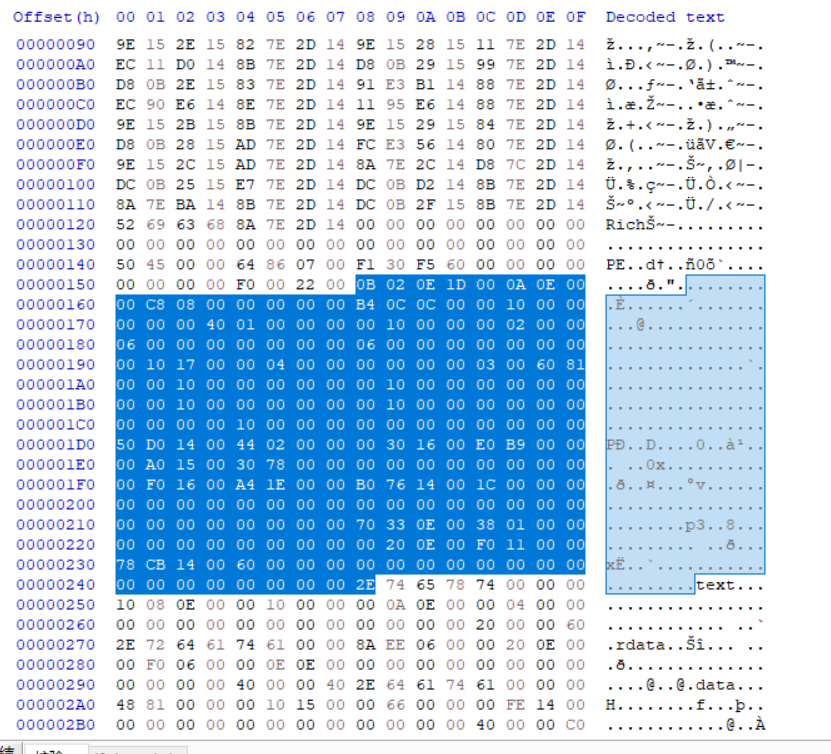 Offset(h) 00 01 02 03 04 05 06 07 08 09 0A 0B 0C 0D 0E 0F Decoded text
00000090 9E 15 2E 15 82 7E 2D 14 9E 15 28 15 11 7E 2D 14 ž...‚~-.ž.(..~-.
000000A0 EC 11 D0 14 8B 7E 2D 14 D8 0B 29 15 99 7E 2D 14 ì.Ð.‹~-.Ø.).™~-.
000000B0 D8 0B 2E 15 83 7E 2D 14 91 E3 B1 14 88 7E 2D 14 Ø...ƒ~-.‘ã±.ˆ~-.
000000C0 EC 90 E6 14 8E 7E 2D 14 11 95 E6 14 88 7E 2D 14 ì.æ.Ž~-..•æ.ˆ~-.
000000D0 9E 15 2B 15 8B 7E 2D 14 9E 15 29 15 84 7E 2D 14 ž.+.‹~-.ž.).„~-.
000000E0 D8 0B 28 15 AD 7E 2D 14 FC E3 56 14 80 7E 2D 14 Ø.(..~-.üãV.€~-.
000000F0 9E 15 2C 15 AD 7E 2D 14 8A 7E 2C 14 D8 7C 2D 14 ž.,..~-.Š~,.Ø|-.
00000100 DC 0B 25 15 E7 7E 2D 14 DC 0B D2 14 8B 7E 2D 14 Ü.%.ç~-.Ü.Ò.‹~-.
00000110 8A 7E BA 14 8B 7E 2D 14 DC 0B 2F 15 8B 7E 2D 14 Š~º.‹~-.Ü./.‹~-.
00000120 52 69 63 68 8A 7E 2D 14 00 00 00 00 00 00 00 00 RichŠ~-.........
00000130 00 00 00 00 00 00 00 00 00 00 00 00 00 00 00 00 ................
00000140 50 45 00 00 64 86 07 00 F1 30 F5 60 00 00 00 00 PE..d†..ñ0õ`....
00000150 00 00 00 00 F0 00 22 00 0B 02 0E 1D 00 0A 0E 00 ....ð.".........
00000160 00 C8 08 00 00 00 00 00 B4 0C 0C 00 00 10 00 00 .È......´.......
00000170 00 00 00 40 01 00 00 00 00 10 00 00 00 02 00 00 ...@............
00000180 06 00 00 00 00 00 00 00 06 00 00 00 00 00 00 00 ................
00000190 00 10 17 00 00 04 00 00 00 00 00 00 03 00 60 81 ..............`.
000001A0 00 00 10 00 00 00 00 00 00 10 00 00 00 00 00 00 ................
000001B0 00 00 10 00 00 00 00 00 00 10 00 00 00 00 00 00 ................
000001C0 00 00 00 00 10 00 00 00 00 00 00 00 00 00 00 00 ................
000001D0 50 D0 14 00 44 02 00 00 00 30 16 00 E0 B9 00 00 PÐ..D....0..à¹..
000001E0 00 A0 15 00 30 78 00 00 00 00 00 00 00 00 00 00 . ..0x..........
000001F0 00 F0 16 00 A4 1E 00 00 B0 76 14 00 1C 00 00 00 .ð..¤...°v......
00000200 00 00 00 00 00 00 00 00 00 00 00 00 00 00 00 00 ................
00000210 00 00 00 00 00 00 00 00 70 33 0E 00 38 01 00 00 ........p3..8...
00000220 00 00 00 00 00 00 00 00 00 20 0E 00 F0 11 00 00 ......... ..ð...
00000230 78 CB 14 00 60 00 00 00 00 00 00 00 00 00 00 00 xË..`...........
00000240 00 00 00 00 00 00 00 00 2E 74 65 78 74 00 00 00 .........text...
00000250 10 08 0E 00 00 10 00 00 00 0A 0E 00 00 04 00 00 ................
00000260 00 00 00 00 00 00 00 00 00 00 00 00 20 00 00 60 ............ ..`
00000270 2E 72 64 61 74 61 00 00 8A EE 06 00 00 20 0E 00 .rdata..Šî... ..
00000280 00 F0 06 00 00 0E 0E 00 00 00 00 00 00 00 00 00 .ð..............
00000290 00 00 00 00 40 00 00 40 2E 64 61 74 61 00 00 00 ....@..@.data...
000002A0 48 81 00 00 00 10 15 00 00 66 00 00 00 FE 14 00 H........f...þ..
000002B0 00 00 00 00 00 00 00 00 00 00 00 00 40 00 00 C0 ............@..À